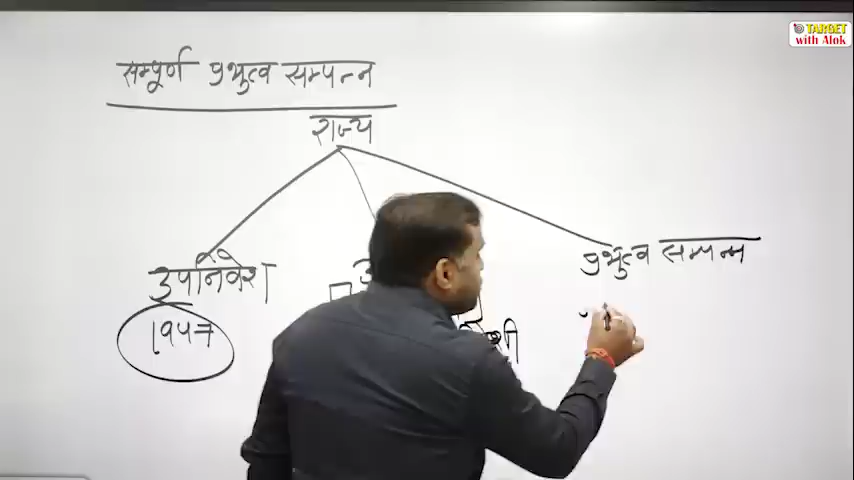 TARGET
with Alok
सम्पूर्ण प्रभुत्व सम्पन्न
राज्य
उपनिवेश
प्रभुत्व सम्पन्न
1947